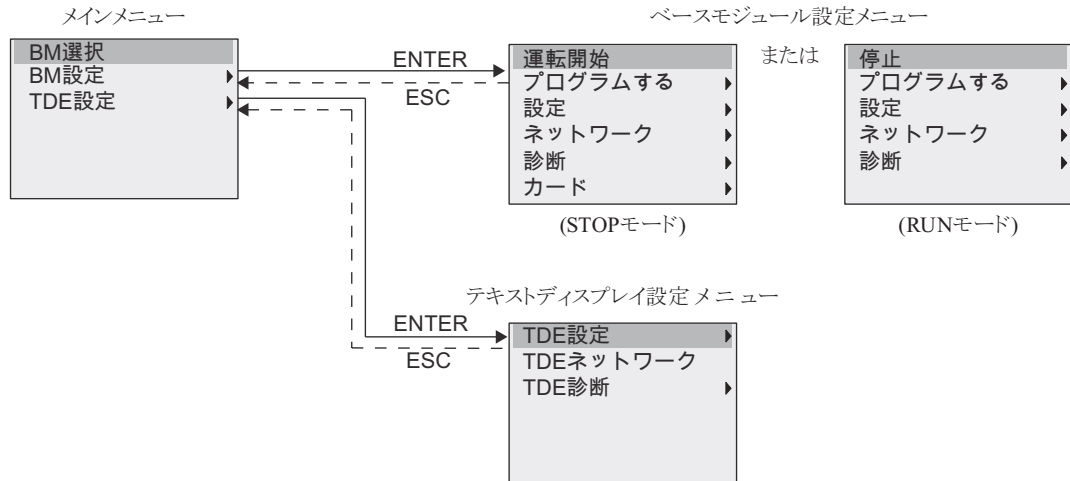 メインメニュー
BM選択
BM設定
TDE設定
ENTER
ESC
ベースモジュール設定メニュー
運転開始
プログラムする
設定
ネットワーク
診断
カード
(STOPモード)
または
停止
プログラムする
設定
ネットワーク
診断
(RUNモード)
テキストディスプレイ設定メニュー
ENTER
ESC
TDE設定
TDEネットワーク
TDE診断